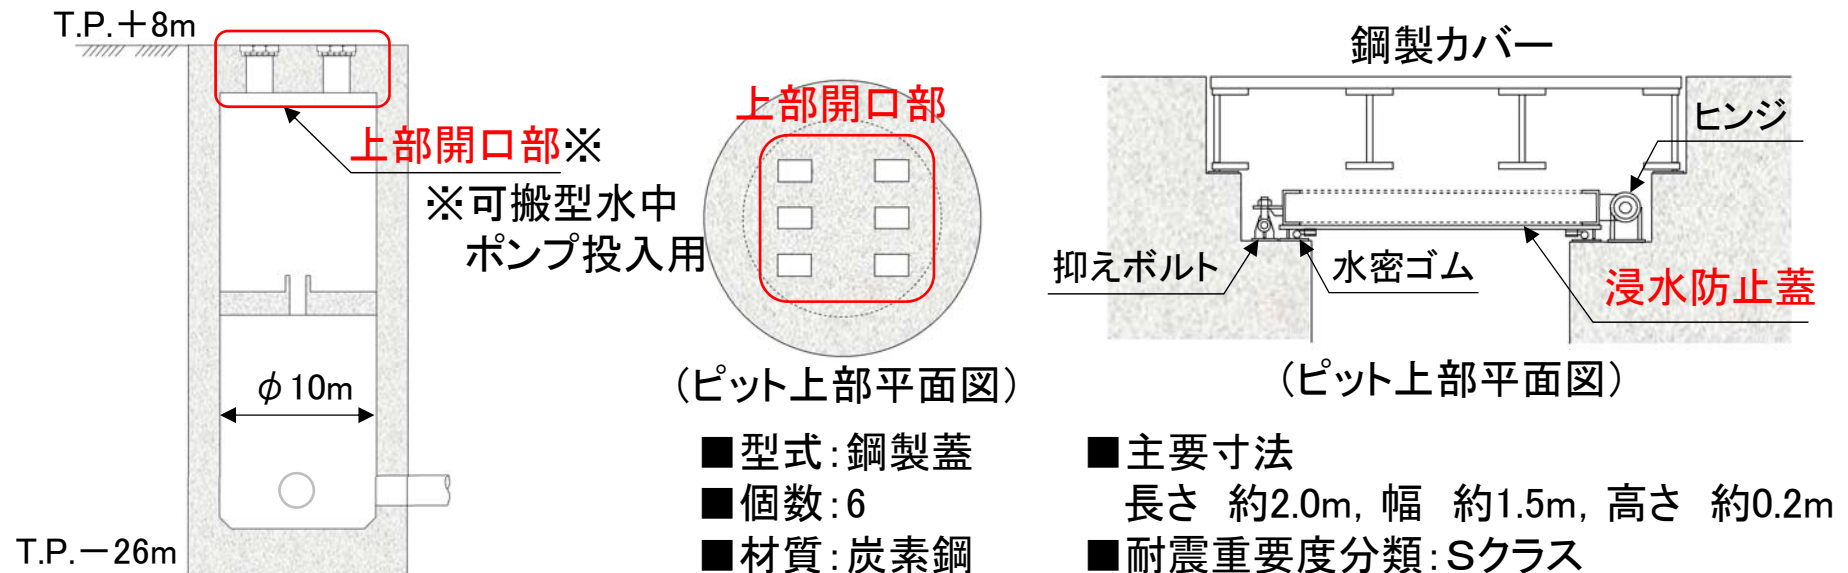 T.P.＋8m
上部開口部※
※可搬型水中
ポンプ投入用
φ10m
T.P.－26m
上部開口部
（ピット上部平面図）
■型式：鋼製蓋
■個数：6
■材質：炭素鋼
鋼製カバー
ヒンジ
抑えボルト
水密ゴム
浸水防止蓋
（ピット上部平面図）
■主要寸法
長さ　約2.0m，幅　約1.5m，高さ　約0.2m
■耐震重要度分類：Sクラス